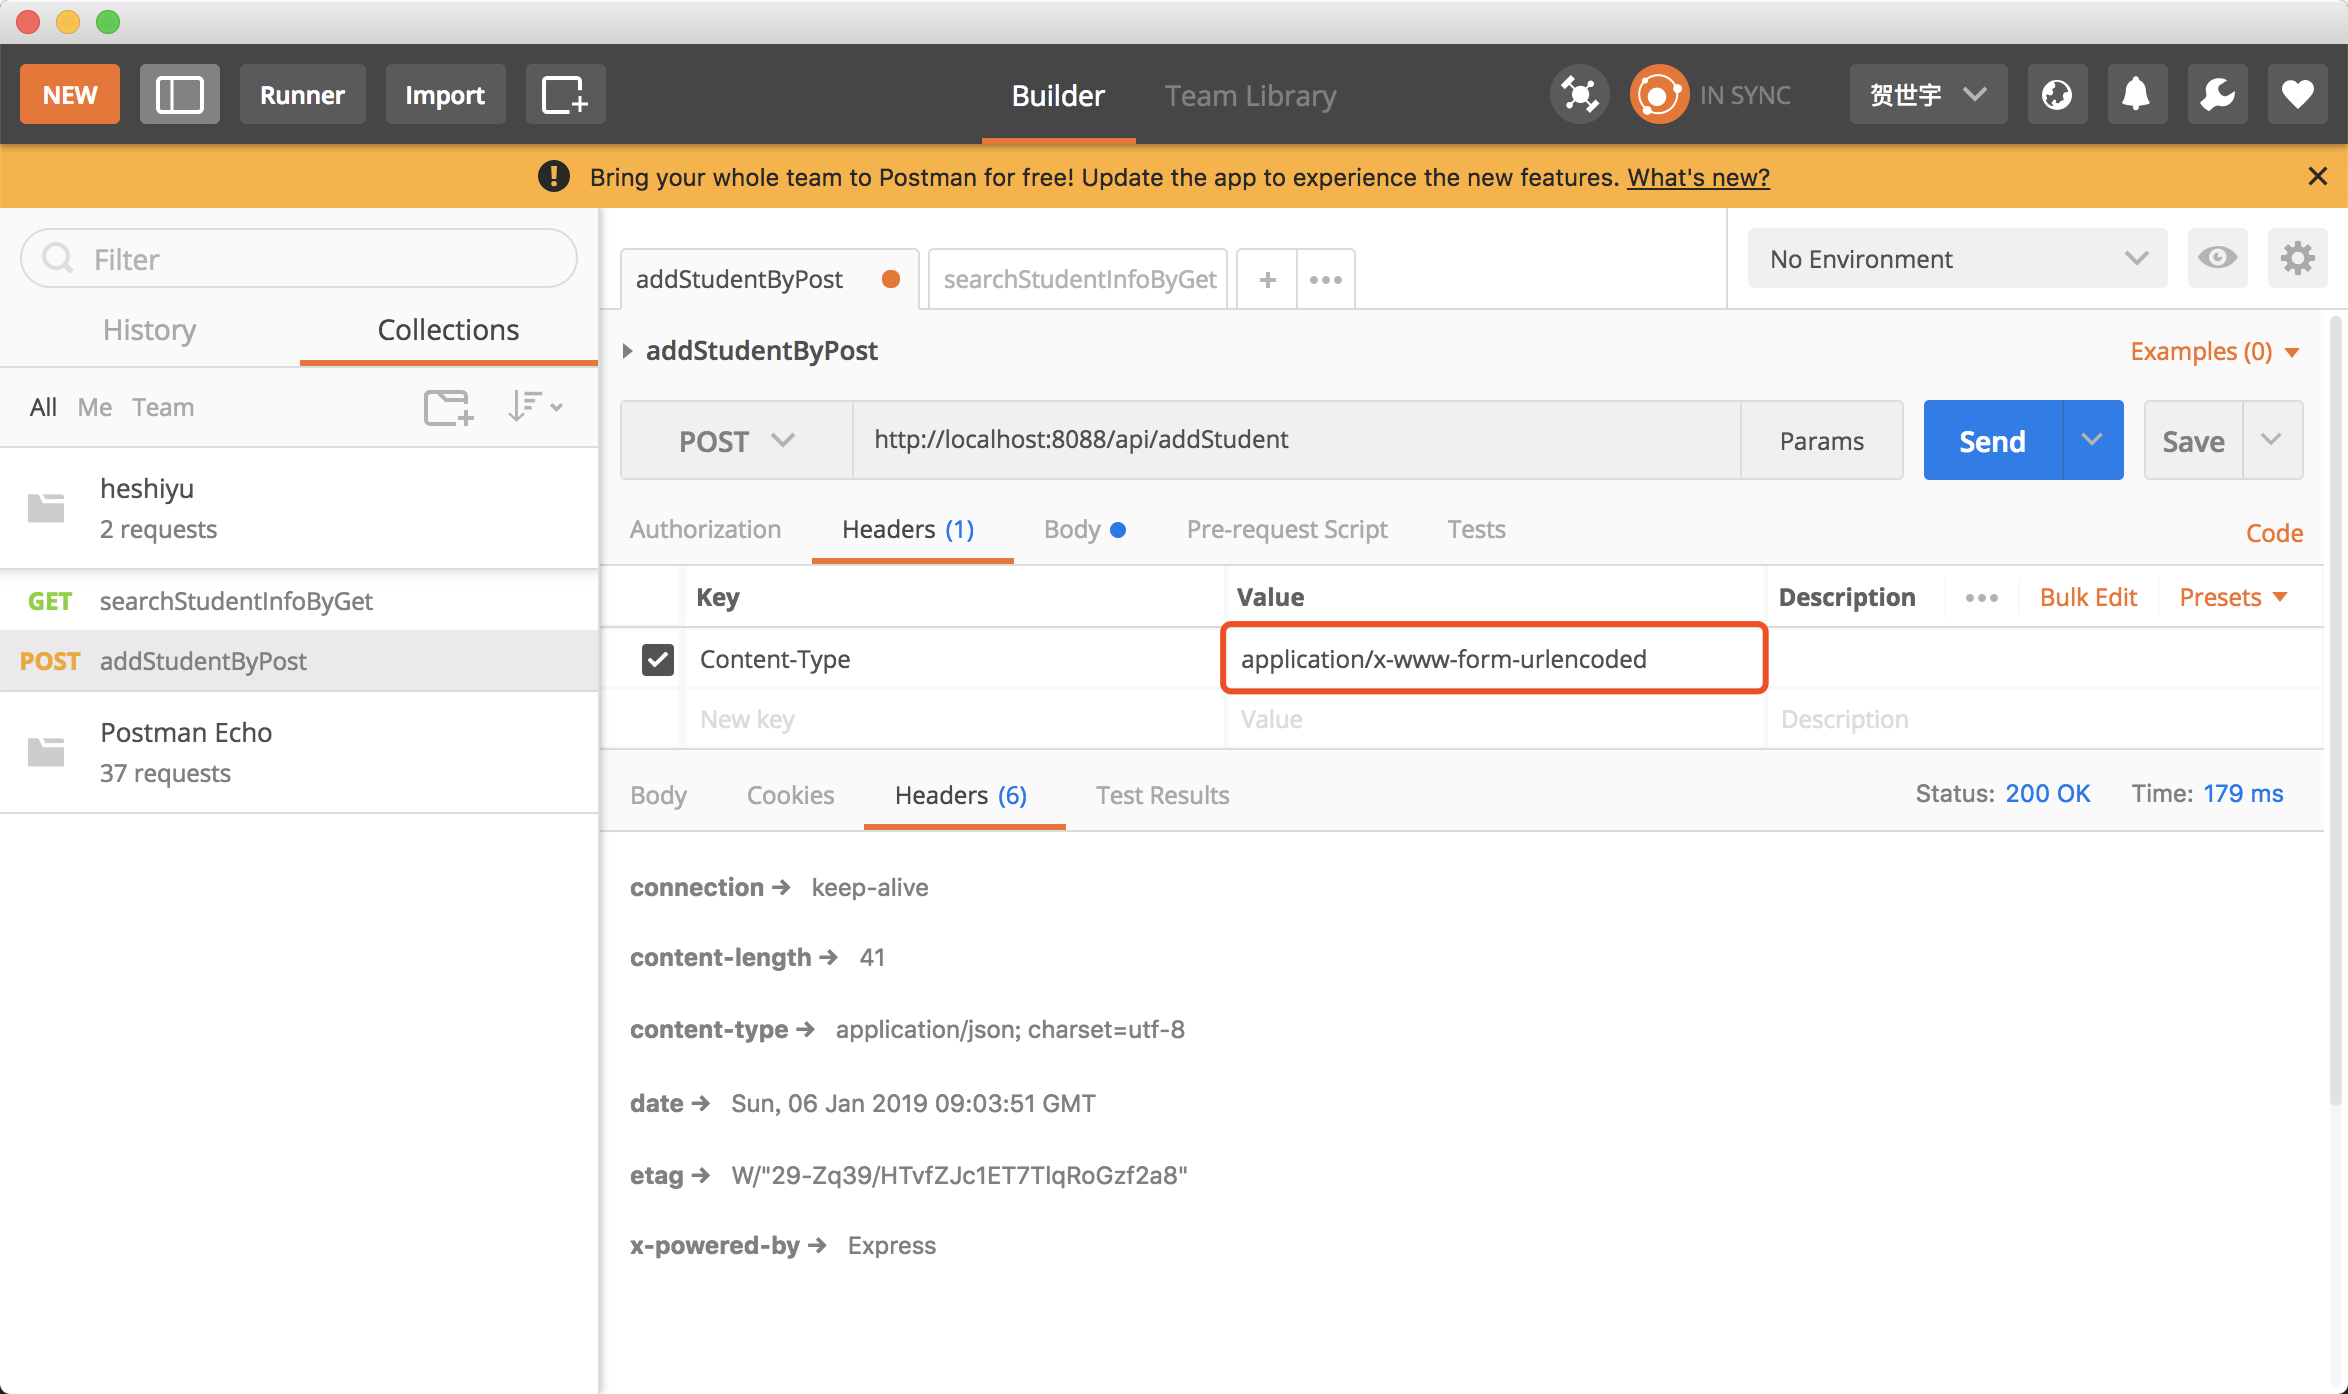 NEW Runner Import Builder Team Library IN SYNC 贺世宇
Bring your whole team to Postman for free! Update the app to experience the new features. What's new?
Filter
History Collections
All Me Team
heshiyu
2 requests
GET searchStudentInfoByGet
POST addStudentByPost
Postman Echo
37 requests
addStudentByPost searchStudentInfoByGet + •••
No Environment
addStudentByPost
Examples (0)
POST http://localhost:8088/api/addStudent Params Send Save
Authorization Headers (1) Body Pre-request Script Tests Code
Key Value Description ••• Bulk Edit Presets
Content-Type application/x-www-form-urlencoded
New key Value Description
Body Cookies Headers (6) Test Results Status: 200 OK Time: 179 ms
connection → keep-alive
content-length → 41
content-type → application/json; charset=utf-8
date → Sun, 06 Jan 2019 09:03:51 GMT
etag → W/"29-Zq39/HTvfZJc1ET7TlqRoGzf2a8"
x-powered-by → Express